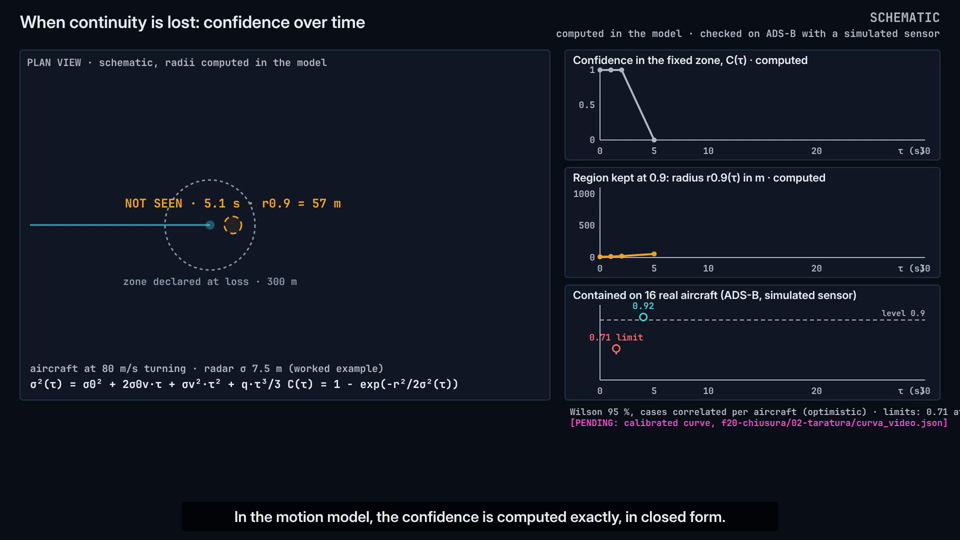 When continuity is lost: confidence over time
SCHEMATIC
computed in the model · checked on ADS-B with a simulated sensor
PLAN VIEW · schematic, radii computed in the model
NOT SEEN · 5.1 s · r0.9 = 57 m
zone declared at loss · 300 m
aircraft at 80 m/s turning · radar σ 7.5 m (worked example)
σ²(τ) = σ0² + 2σ0v·τ + σv²·τ² + q·τ³/3 C(τ) = 1 - exp(-r²/2σ²(τ))
Confidence in the fixed zone, C(τ) · computed
1
0.5
0
0 5 10 20 τ (s) 30
Region kept at 0.9: radius r0.9(τ) in m · computed
1000
500
0
0 5 10 20 τ (s) 30
Contained on 16 real aircraft (ADS-B, simulated sensor)
0.92
level 0.9
0.71 limit
0 5 10 20 τ (s) 30
Wilson 95 %, cases correlated per aircraft (optimistic) · limits: 0.71
[PENDING: calibrated curve, f20-chiusura/02-taratura/curva_video.json]
In the motion model, the confidence is computed exactly, in closed form.